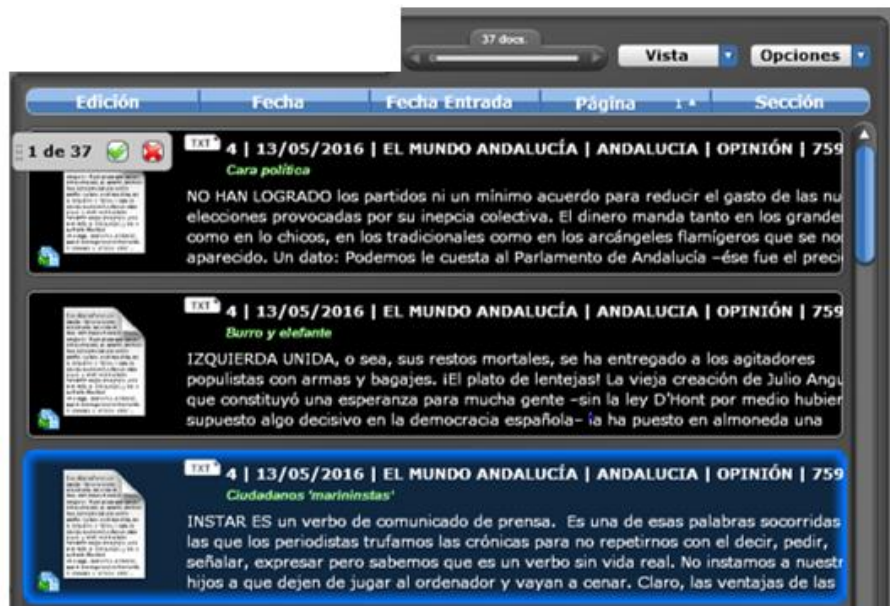 37 docs.
Vista
Opciones
Edición Fecha Fecha Entrada Página 1 Sección
1 de 37
TXT 4 | 13/05/2016 | EL MUNDO ANDALUCÍA | ANDALUCIA | OPINIÓN | 759
Cara política
NO HAN LOGRADO los partidos ni un mínimo acuerdo para reducir el gasto de las nu
elecciones provocadas por su inepcia colectiva. El dinero manda tanto en los grande
como en lo chicos, en los tradicionales como en los arcángeles flamígeros que se no
aparecido. Un dato: Podemos le cuesta al Parlamento de Andalucía –ése fue el preci
TXT 4 | 13/05/2016 | EL MUNDO ANDALUCÍA | ANDALUCIA | OPINIÓN | 759
Burro y elefante
IZQUIERDA UNIDA, o sea, sus restos mortales, se ha entregado a los agitadores
populistas con armas y bagajes. ¡El plato de lentejas! La vieja creación de Julio Angu
que constituyó una esperanza para mucha gente –sin la ley D'Hont por medio hubier
supuesto algo decisivo en la democracia española– la ha puesto en almoneda una
TXT 4 | 13/05/2016 | EL MUNDO ANDALUCÍA | ANDALUCIA | OPINIÓN | 759
Ciudadanos 'marininstas'
INSTAR ES un verbo de comunicado de prensa. Es una de esas palabras socorridas
las que los periodistas trufamos las crónicas para no repetirnos con el decir, pedir,
señalar, expresar pero sabemos que es un verbo sin vida real. No instamos a nuestr
hijos a que dejen de jugar al ordenador y vayan a cenar. Claro, las ventajas de las